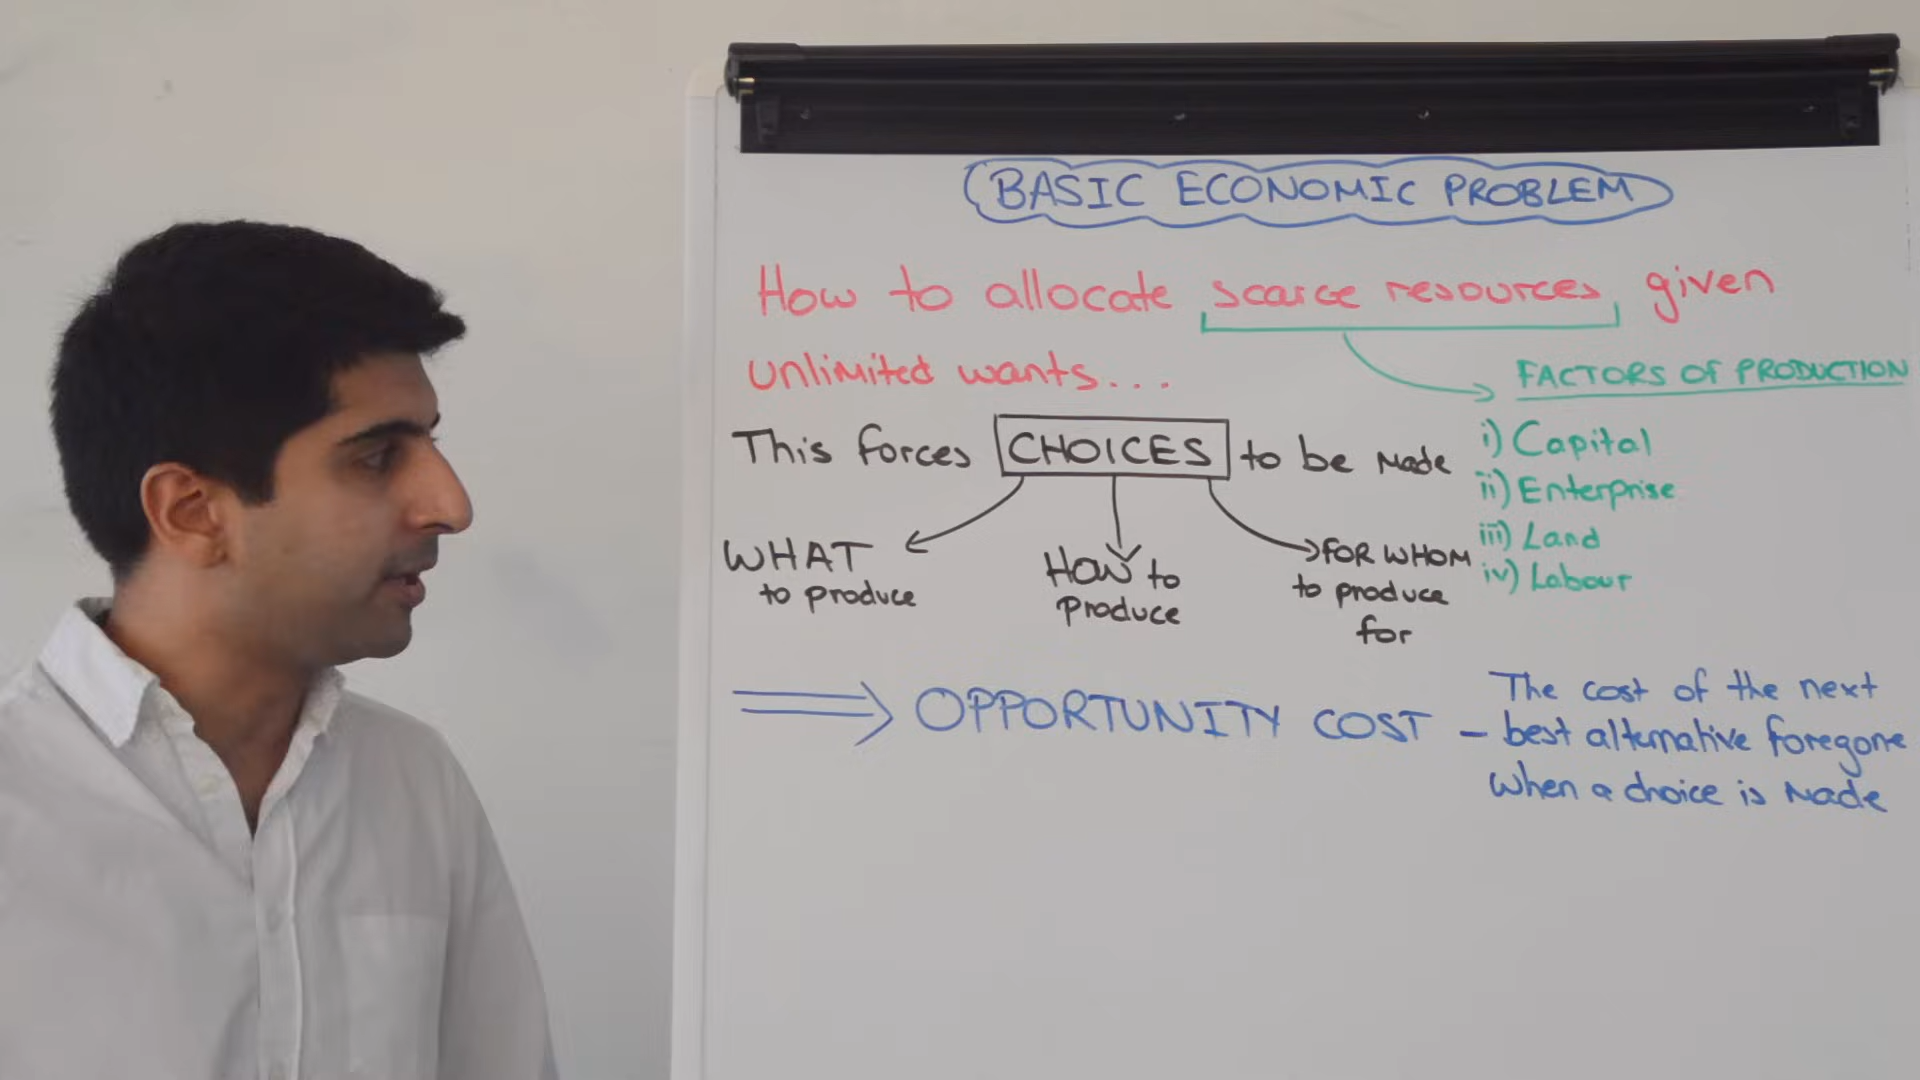 BASIC ECONOMIC PROBLEM
How to allocate scarce resources given
unlimited wants...
FACTORS OF PRODUCTION
i) Capital
ii) Enterprise
iii) Land
iv) Labour
This forces CHOICES to be made
WHAT
to produce
How to
produce
FOR WHOM
to produce
for
OPPORTUNITY COST –
The cost of the next
best alternative foregone
when a choice is made